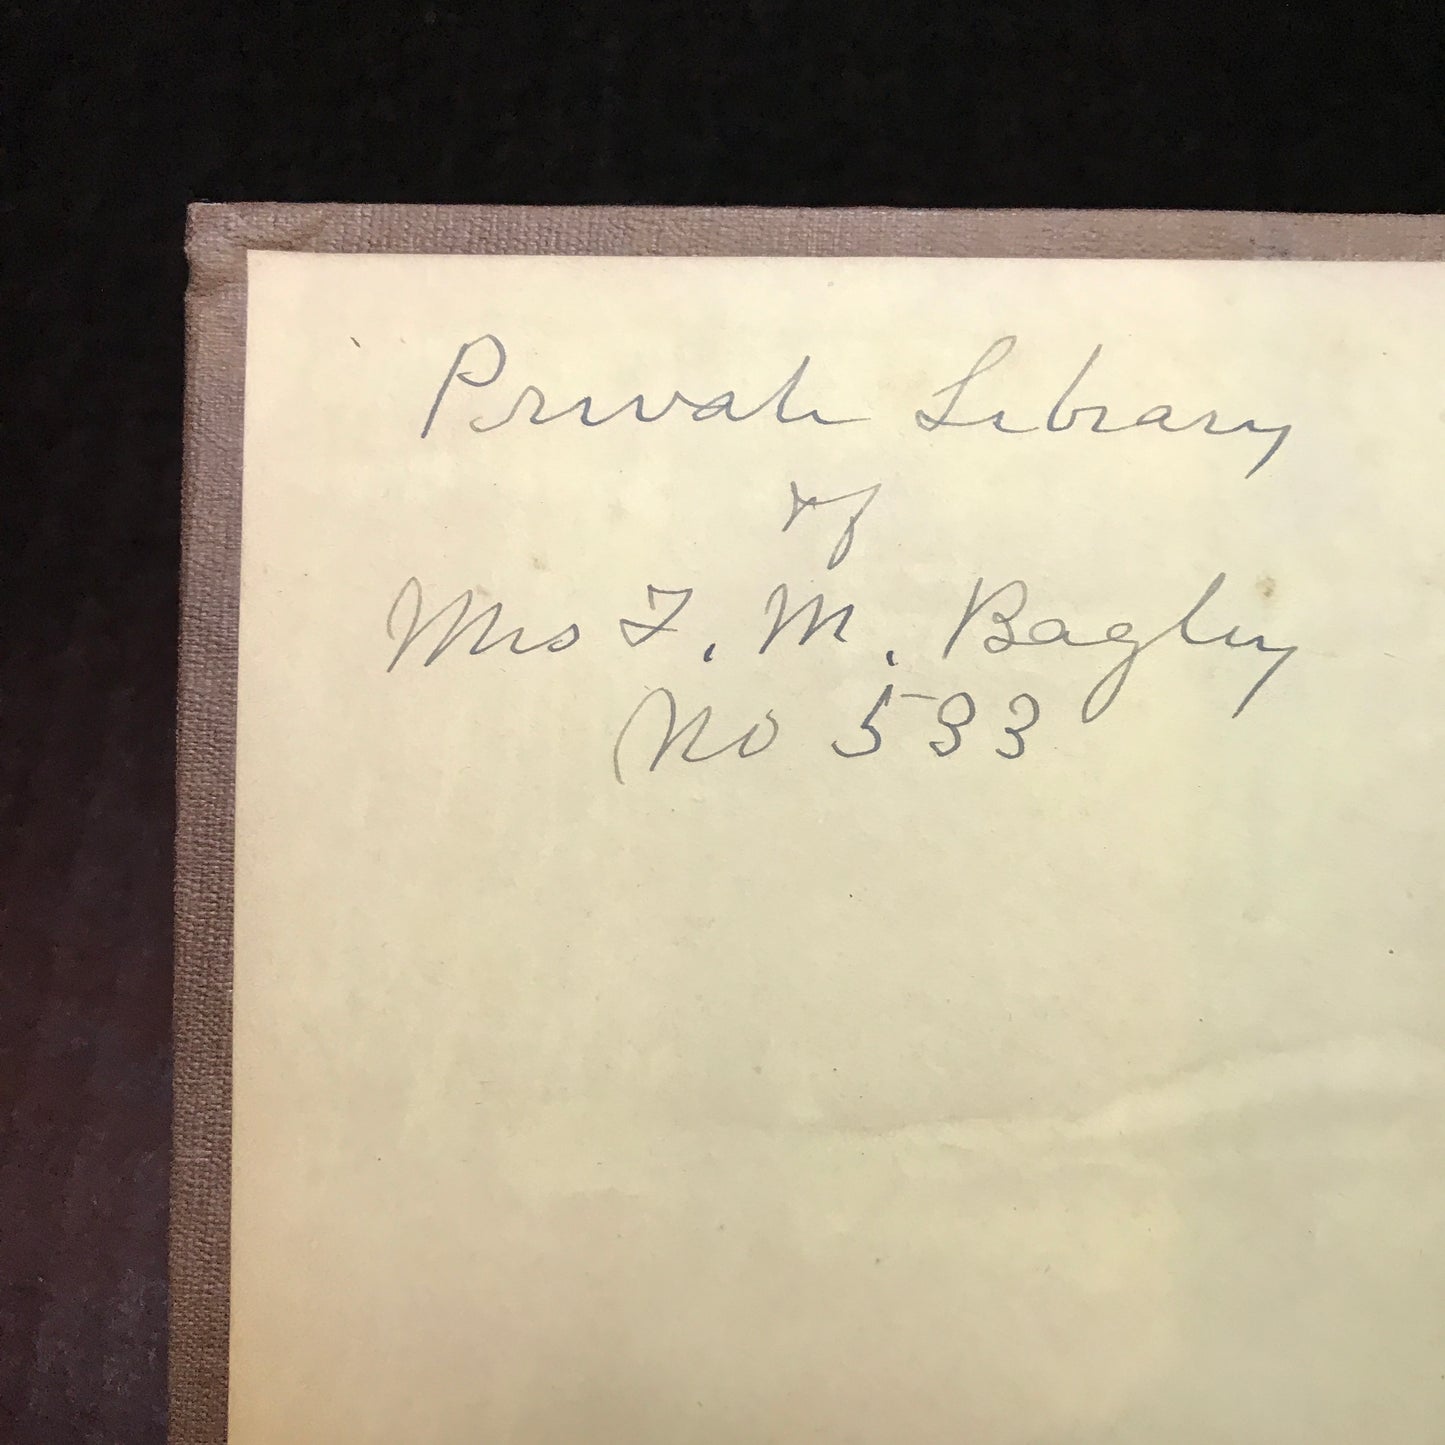 Private Library
of
Mrs F. M. Bagley
No 533